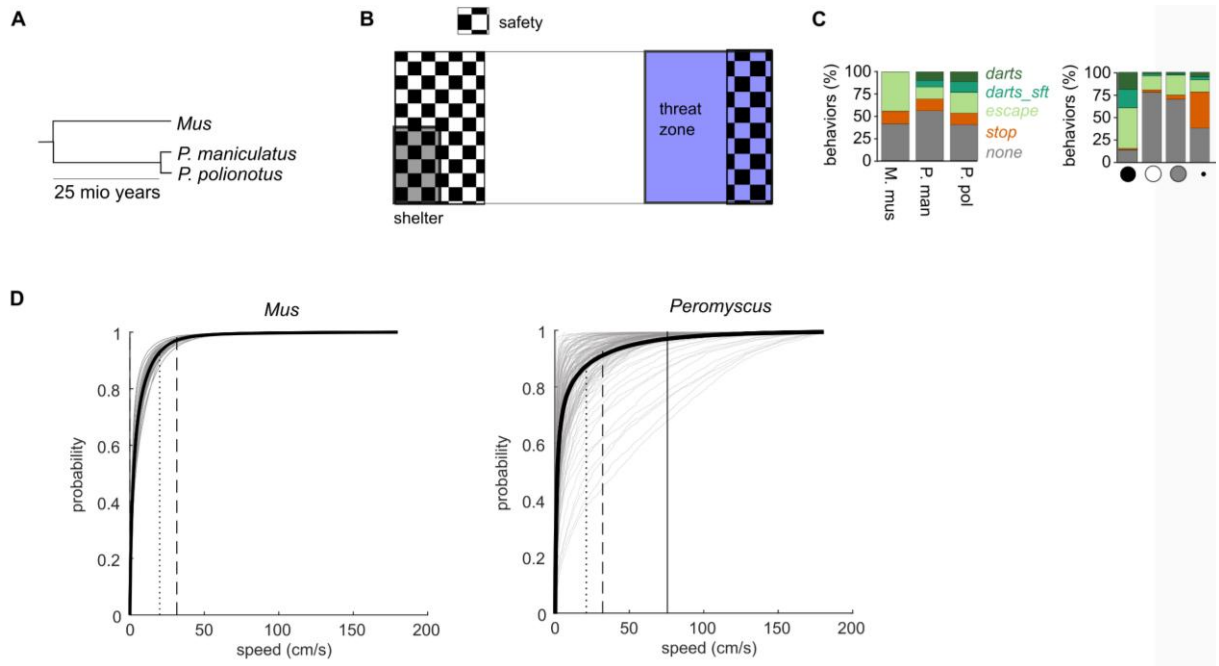 A
Mus
P. maniculatus
P. polionotus
25 mio years
B
safety
threat
zone
shelter
C
behaviors (%)
100
75
50
25
0
M. mus
P. man
P. pol
darts
darts_sft
escape
stop
none
behaviors (%)
100
75
50
25
0
D
Mus
probability
1
0.8
0.6
0.4
0.2
0
0 50 100 150 200
speed (cm/s)
Peromyscus
probability
1
0.8
0.6
0.4
0.2
0
0 50 100 150 200
speed (cm/s)